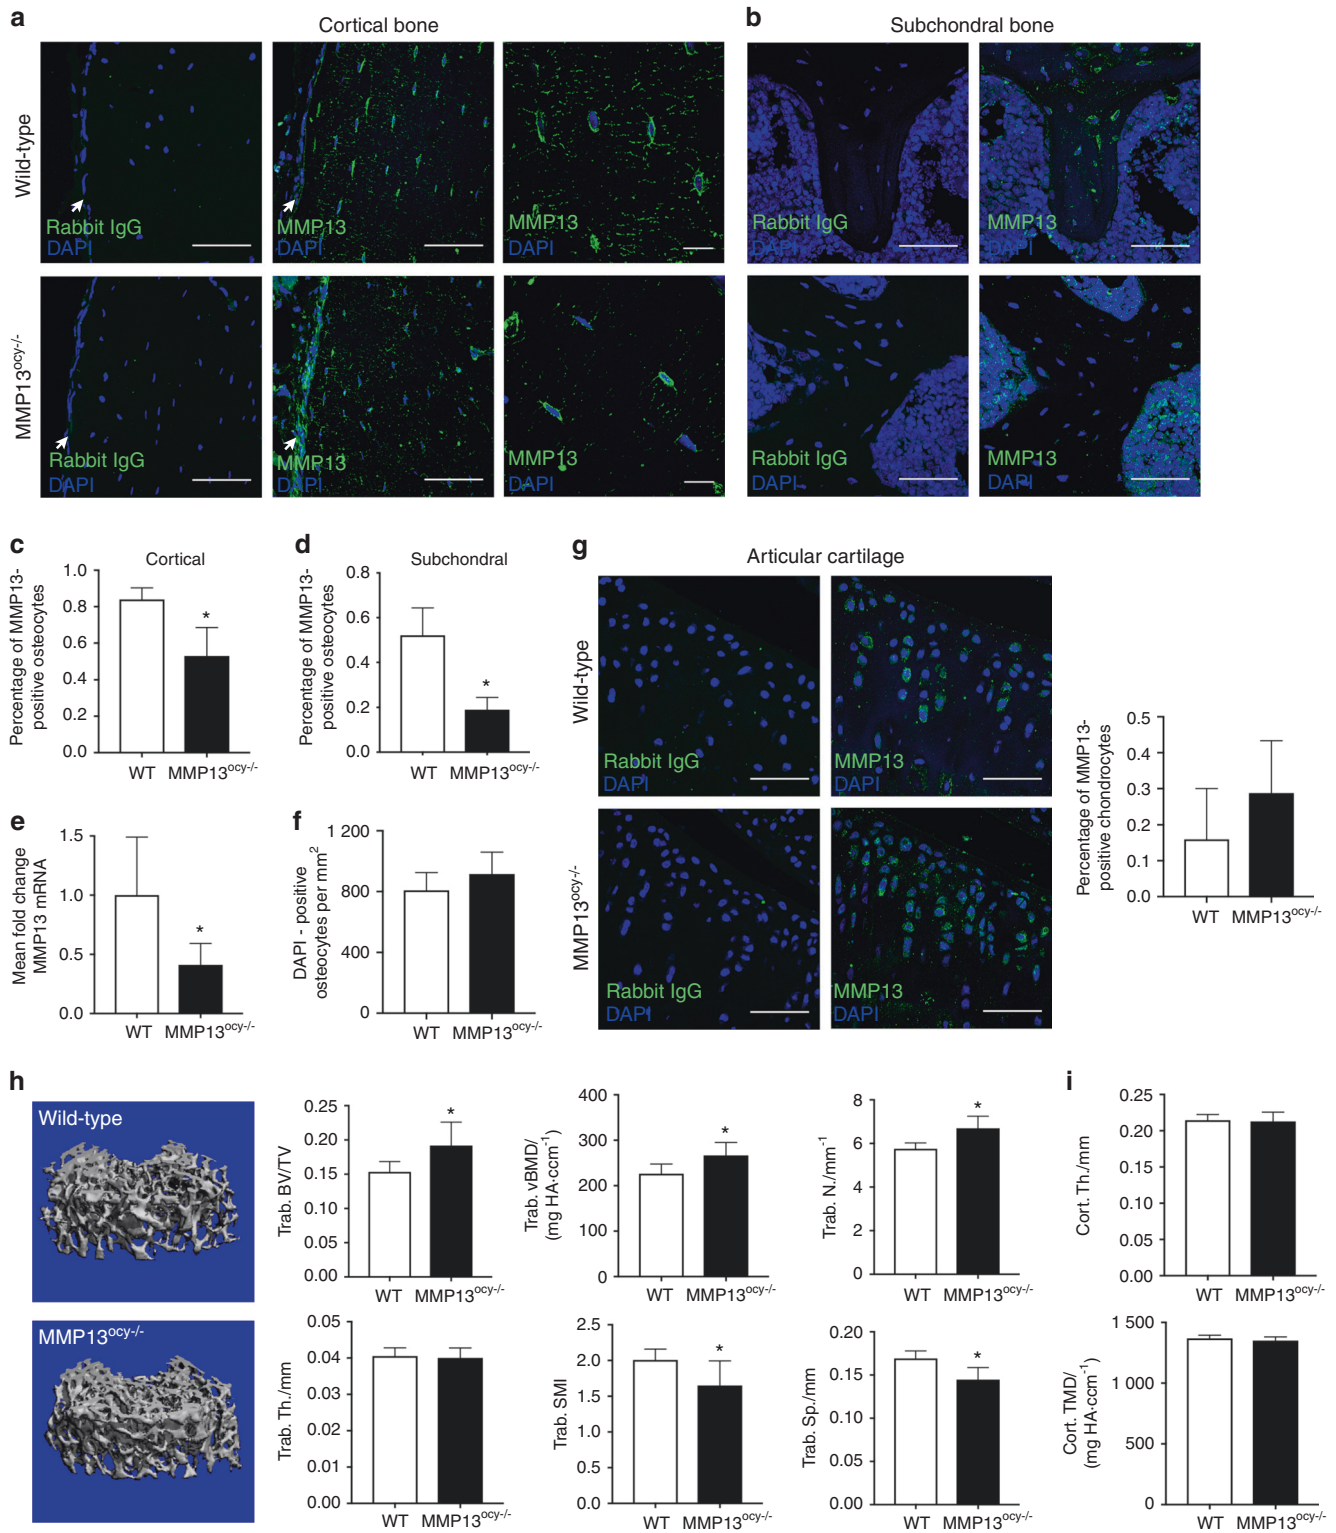 a
Cortical bone
b
Subchondral bone
Wild-type
Rabbit IgG
DAPI
MMP13
DAPI
MMP13
DAPI
Rabbit IgG
DAPI
MMP13
DAPI
MMP13ocy-/-
Rabbit IgG
DAPI
MMP13
DAPI
MMP13
DAPI
Rabbit IgG
DAPI
MMP13
DAPI
c
Cortical
Percentage of MMP13-
positive osteocytes
1.0
0.8
0.6
0.4
0.2
0.0
*
WT
MMP13ocy-/-
d
Subchondral
Percentage of MMP13-
positive osteocytes
0.8
0.6
0.4
0.2
0.0
*
WT
MMP13ocy-/-
e
Mean fold change
MMP13 mRNA
1.5
1.0
0.5
0.0
*
WT
MMP13ocy-/-
f
DAPI - positive
osteocytes per mm2
1 200
800
400
0
WT
MMP13ocy-/-
g
Articular cartilage
Wild-type
Rabbit IgG
DAPI
MMP13
DAPI
MMP13ocy-/-
Rabbit IgG
DAPI
MMP13
DAPI
Percentage of MMP13-
positive chondrocytes
0.5
0.4
0.3
0.2
0.1
0.0
WT
MMP13ocy-/-
h
Wild-type
MMP13ocy-/-
Trab. BV/TV
0.25
0.20
0.15
0.10
0.05
0.00
*
WT
MMP13ocy-/-
Trab. vBMD/
(mg HA·ccm-1)
400
300
200
100
0
*
WT
MMP13ocy-/-
Trab. N./mm-1
8
6
4
2
0
*
WT
MMP13ocy-/-
Trab. Th./mm
0.05
0.04
0.03
0.02
0.01
0.00
WT
MMP13ocy-/-
Trab. SMI
2.5
2.0
1.5
1.0
0.5
0.0
*
WT
MMP13ocy-/-
Trab. Sp./mm
0.20
0.15
0.10
0.05
0.00
*
WT
MMP13ocy-/-
i
Cort. Th./mm
0.25
0.20
0.15
0.10
0.05
0.00
WT
MMP13ocy-/-
Cort. TMD/
(mg HA·ccm-1)
1 500
1 000
500
0
WT
MMP13ocy-/-